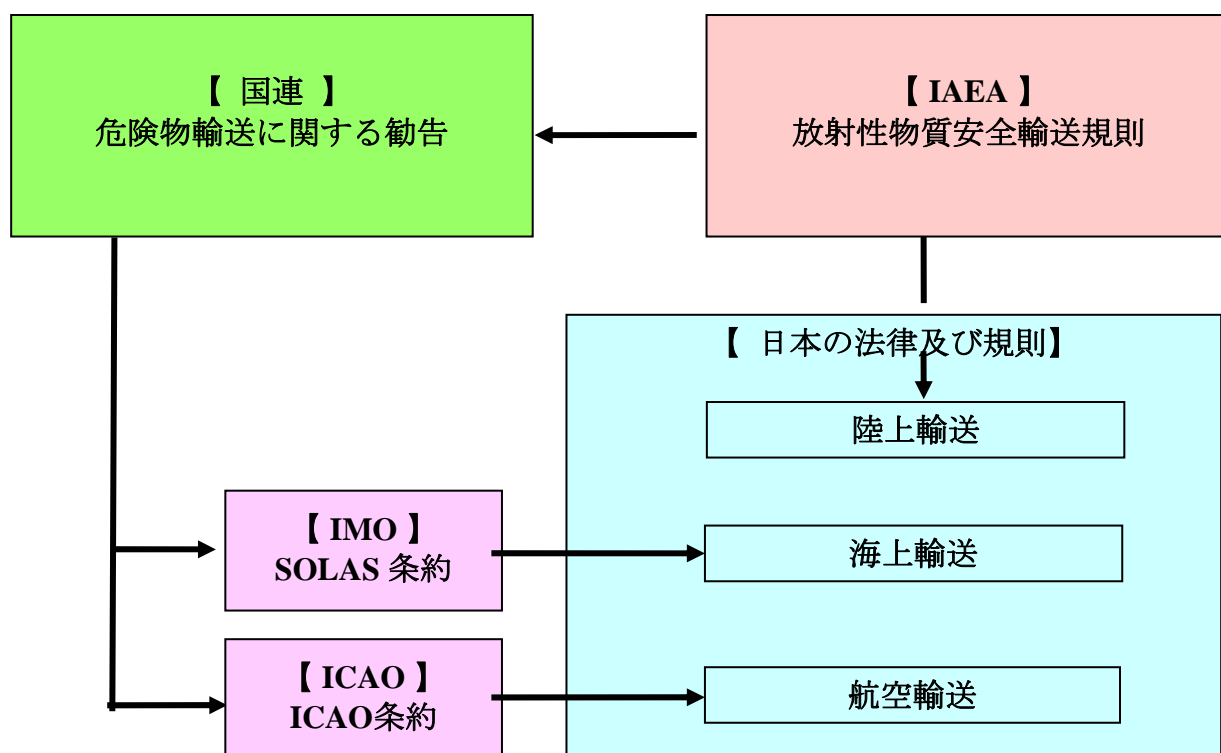 【 国連 】
危険物輸送に関する勧告
【 IAEA 】
放射性物質安全輸送規則
【 日本の法律及び規則】
陸上輸送
【 IMO 】
SOLAS 条約
海上輸送
【 ICAO 】
ICAO条約
航空輸送